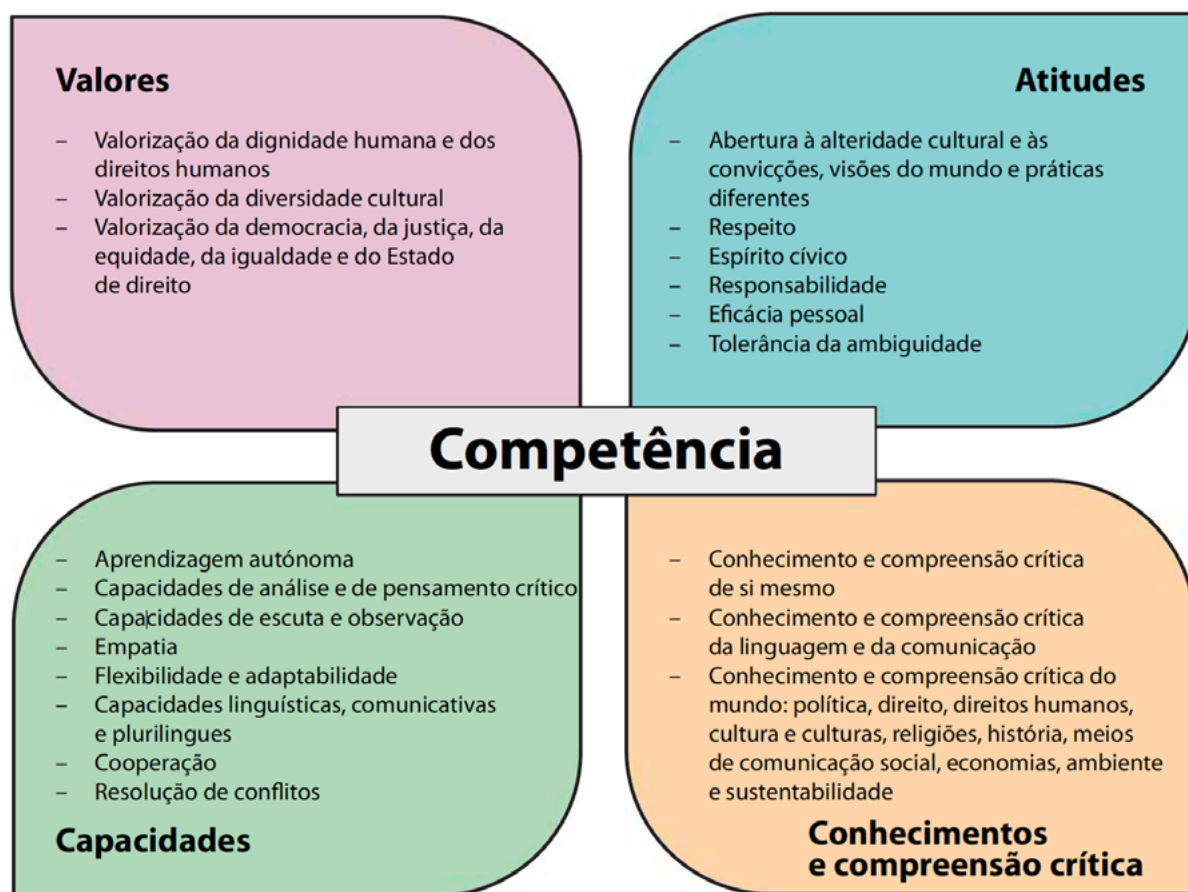 Valores
– Valorização da dignidade humana e dos
direitos humanos
– Valorização da diversidade cultural
– Valorização da democracia, da justiça, da
equidade, da igualdade e do Estado
de direito
Atitudes
– Abertura à alteridade cultural e às
convicções, visões do mundo e práticas
diferentes
– Respeito
– Espírito cívico
– Responsabilidade
– Eficácia pessoal
– Tolerância da ambiguidade
Competência
– Aprendizagem autónoma
– Capacidades de análise e de pensamento crítico
– Capacidades de escuta e observação
– Empatia
– Flexibilidade e adaptabilidade
– Capacidades linguísticas, comunicativas
e plurilingues
– Cooperação
– Resolução de conflitos
Capacidades
– Conhecimento e compreensão crítica
de si mesmo
– Conhecimento e compreensão crítica
da linguagem e da comunicação
– Conhecimento e compreensão crítica do
mundo: política, direito, direitos humanos,
cultura e culturas, religiões, história, meios
de comunicação social, economias, ambiente
e sustentabilidade
Conhecimentos
e compreensão crítica